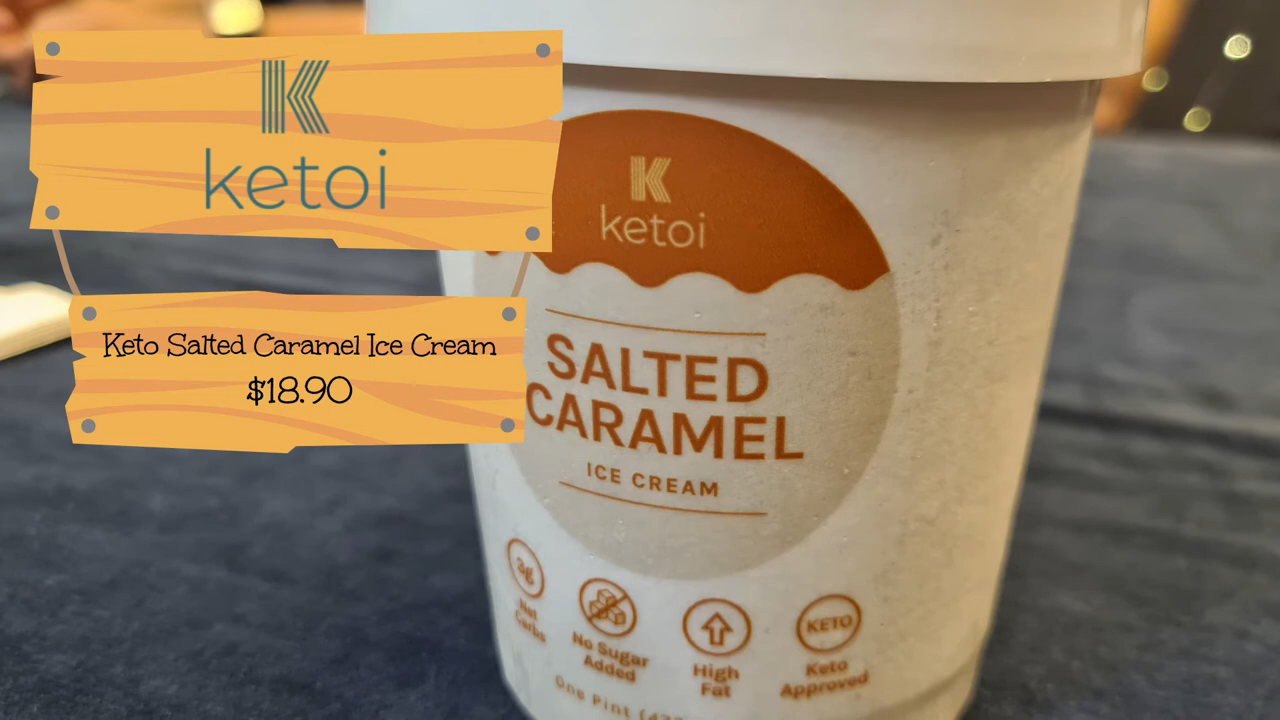 ketoi
Keto Salted Caramel Ice Cream
$18.90
ketoi
SALTED
CARAMEL
ICE CREAM
3g
Net
Carbs
No Sugar
Added
High
Fat
KETO
Keto
Approved
One Pint (47